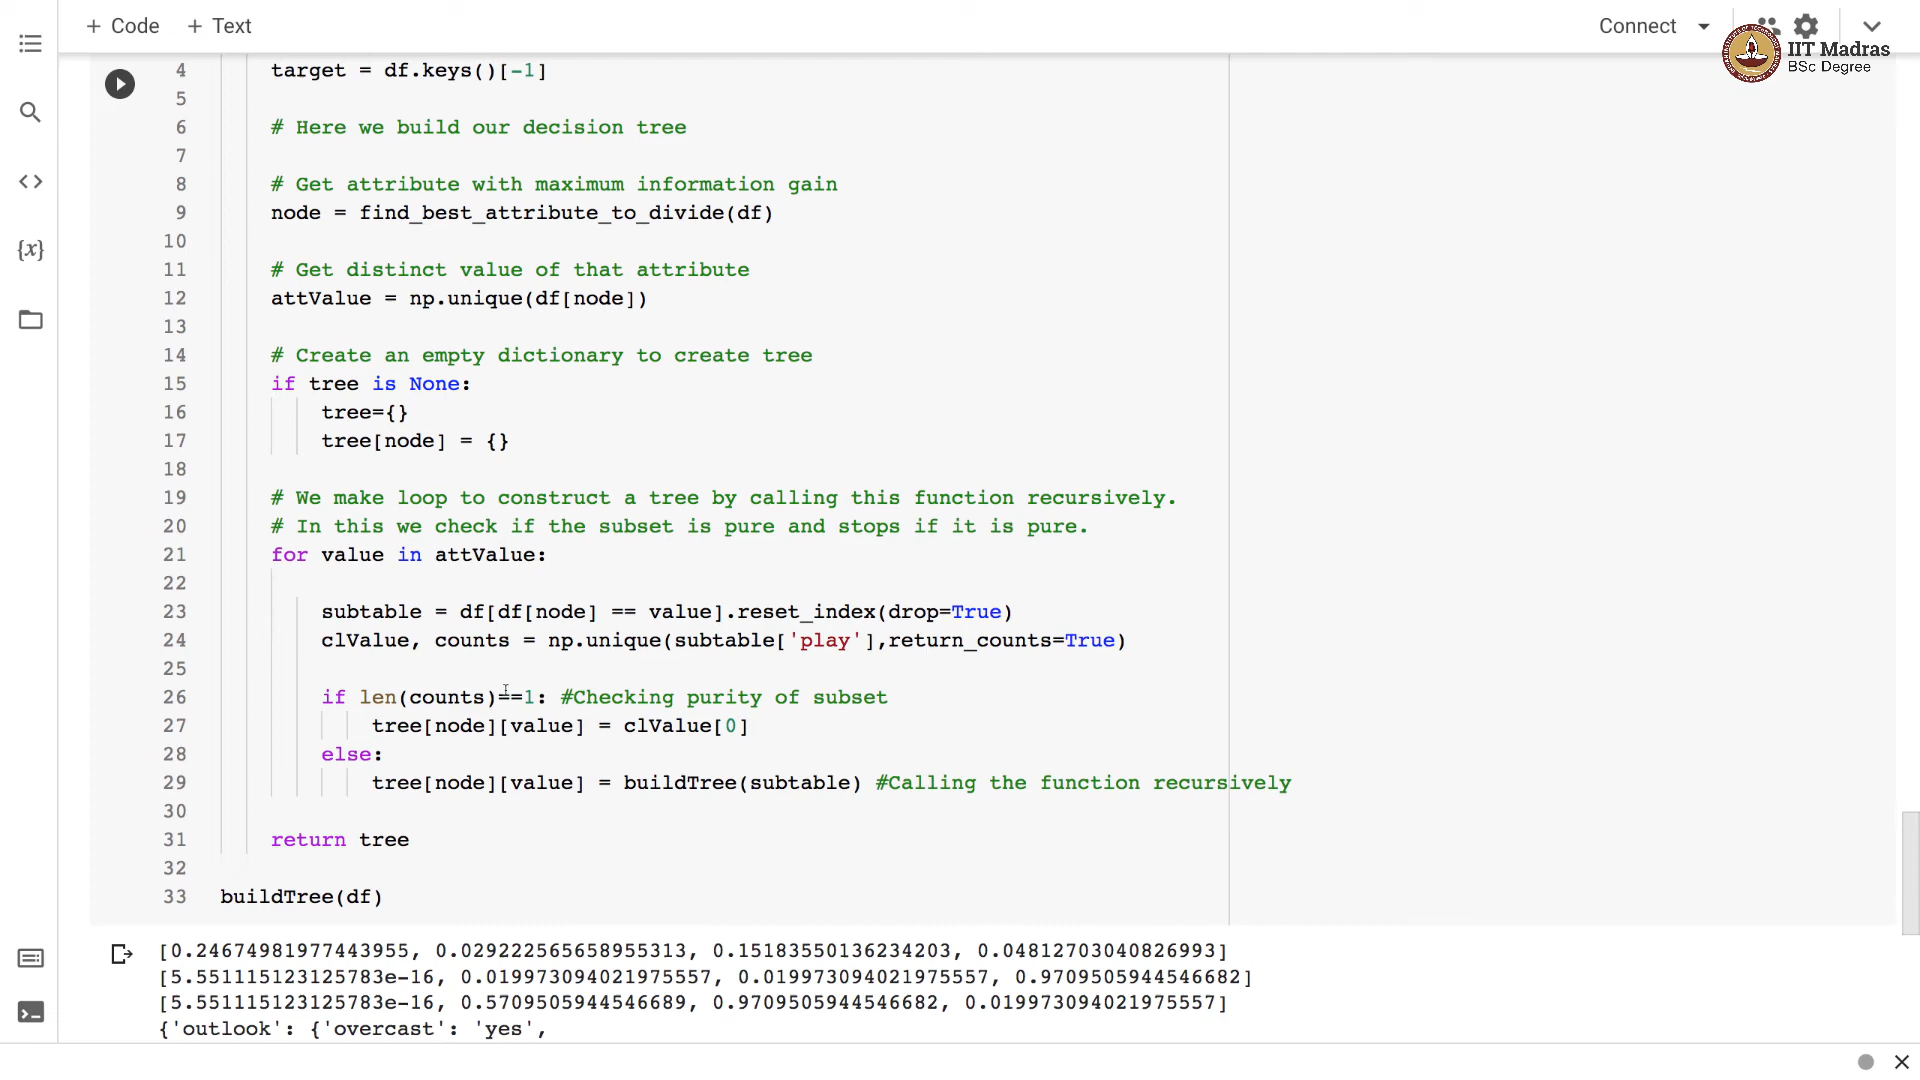 + Code + Text Connect
IIT Madras
BSc Degree
4 target = df.keys()[-1]
5
6 # Here we build our decision tree
7
8 # Get attribute with maximum information gain
9 node = find_best_attribute_to_divide(df)
10
11 # Get distinct value of that attribute
12 attValue = np.unique(df[node])
13
14 # Create an empty dictionary to create tree
15 if tree is None:
16 tree={}
17 tree[node] = {}
18
19 # We make loop to construct a tree by calling this function recursively.
20 # In this we check if the subset is pure and stops if it is pure.
21 for value in attValue:
22
23 subtable = df[df[node] == value].reset_index(drop=True)
24 clValue, counts = np.unique(subtable['play'],return_counts=True)
25
26 if len(counts)==1: #Checking purity of subset
27 tree[node][value] = clValue[0]
28 else:
29 tree[node][value] = buildTree(subtable) #Calling the function recursively
30
31 return tree
32
33 buildTree(df)
[0.24674981977443955, 0.029222565658955313, 0.15183550136234203, 0.04812703040826993]
[5.551115123125783e-16, 0.019973094021975557, 0.019973094021975557, 0.9709505944546682]
[5.551115123125783e-16, 0.5709505944546689, 0.9709505944546682, 0.019973094021975557]
{'outlook': {'overcast': 'yes',